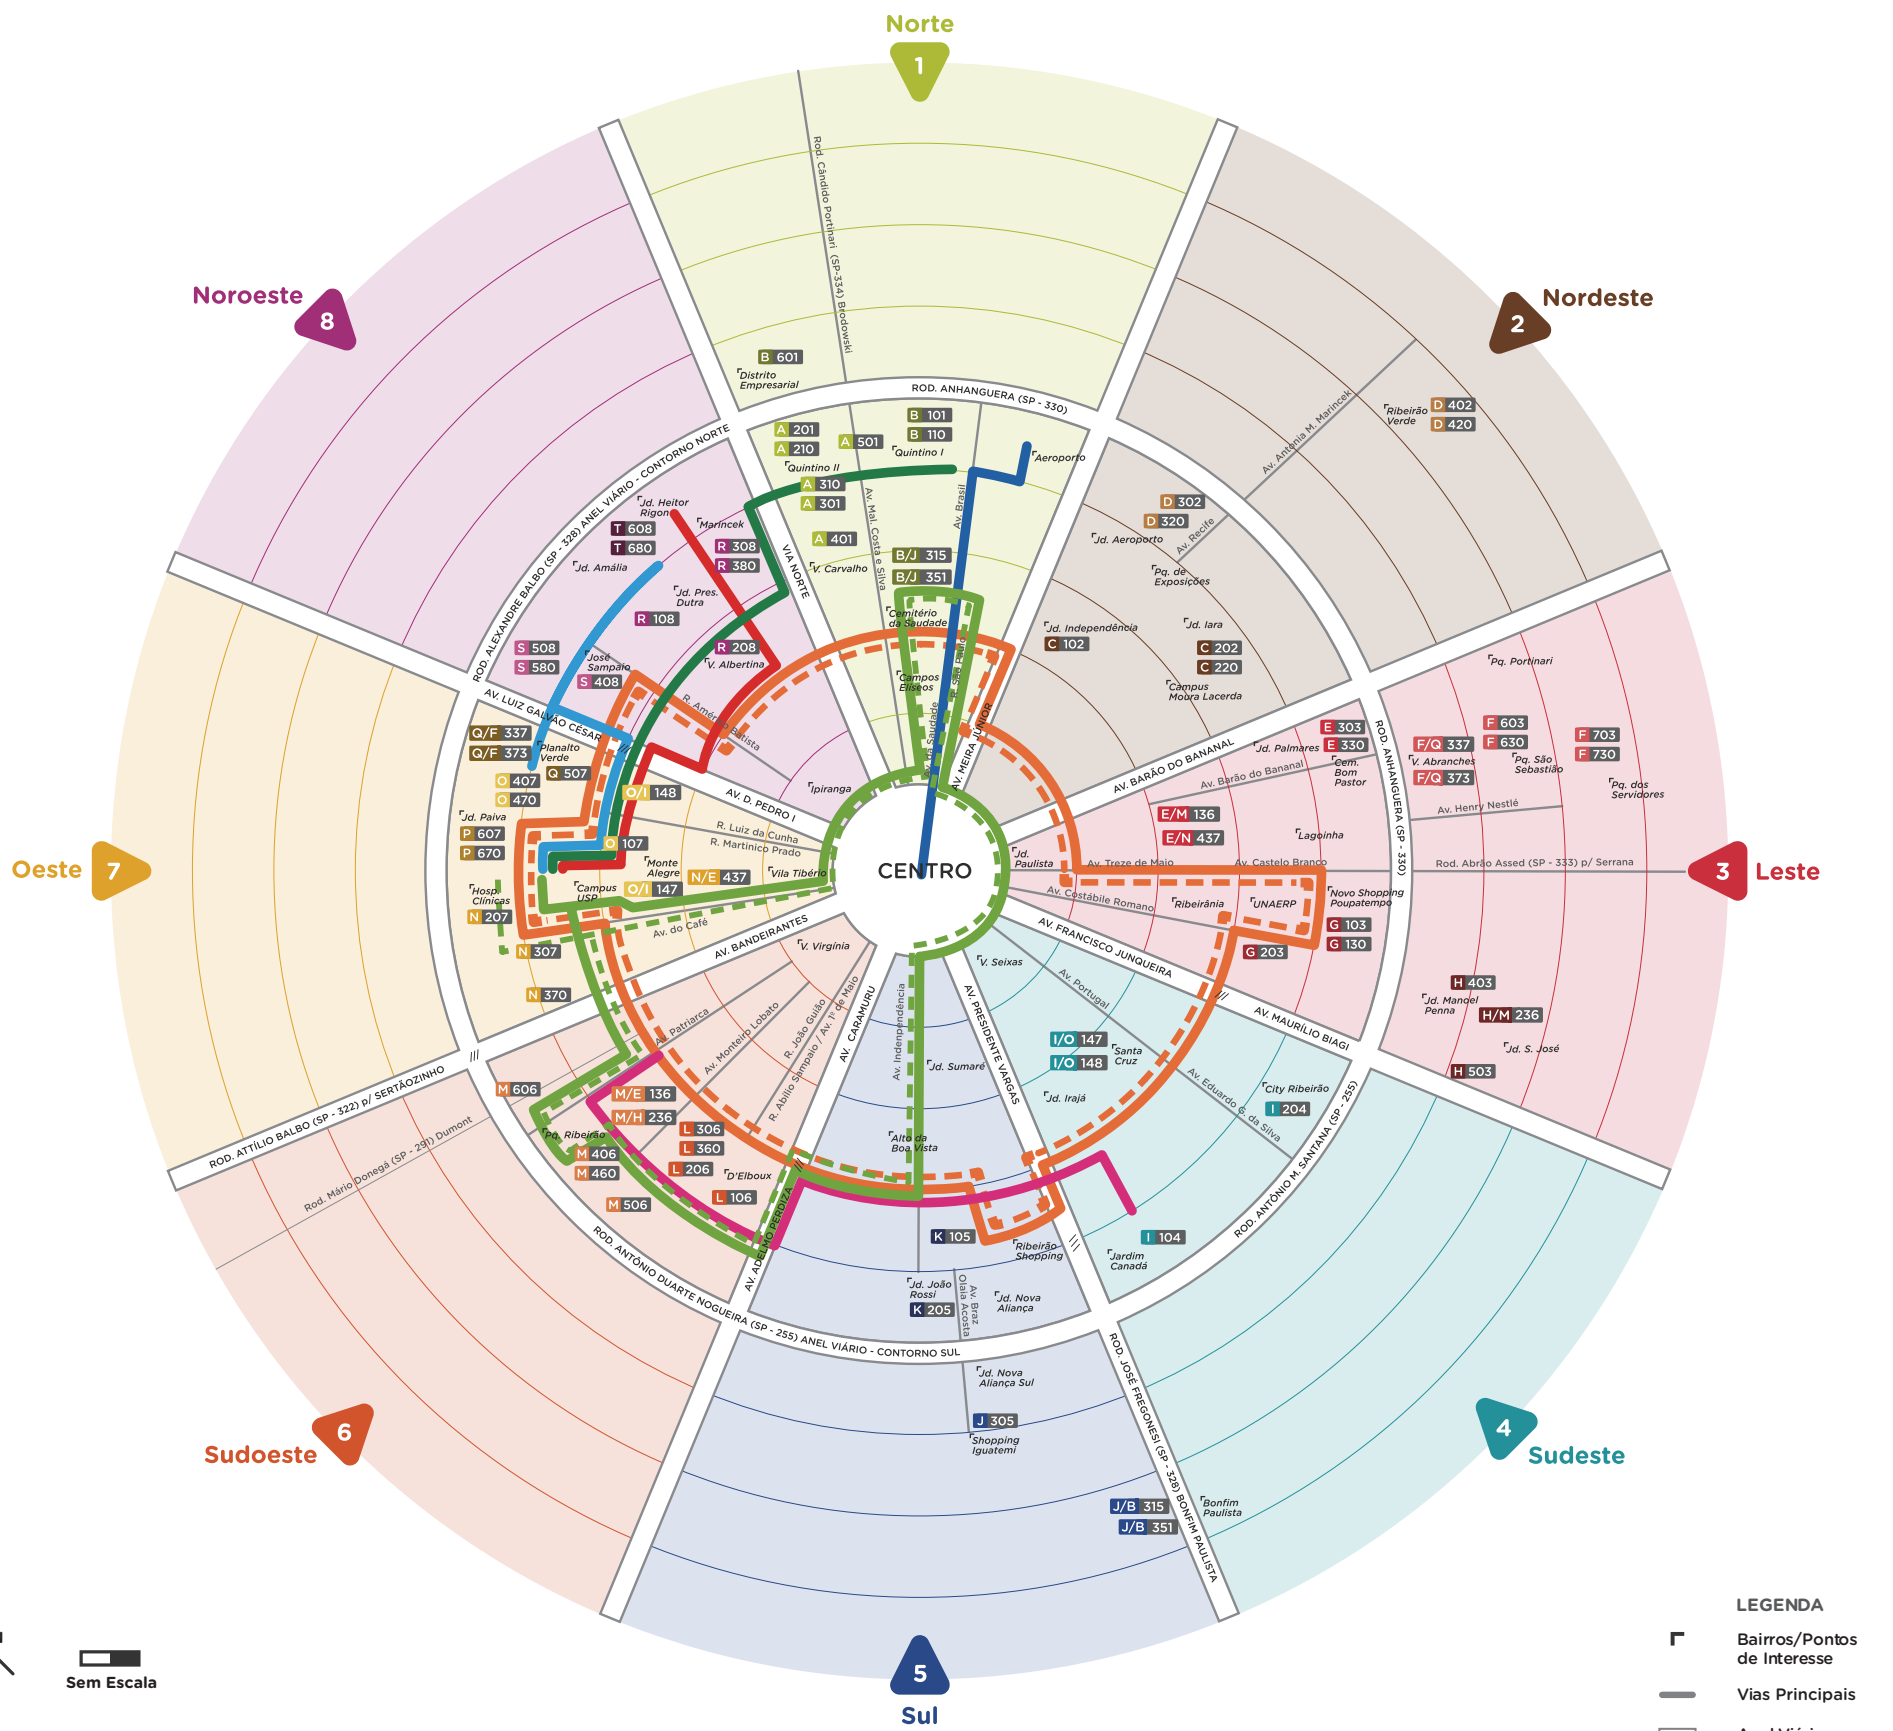 Norte
1
Nordeste
2
Leste
3
Sudeste
4
Sul
5
Sudoeste
6
Oeste
7
Noroeste
8
CENTRO
Rod. Cândido Portinari (SP-334) Brodowski
B 601
Distrito
Empresarial
ROD. ANHANGUERA (SP - 330)
A 201
A 210
A 501
B 101
B 110
Quintino I
Quintino II
A 310
A 301
A 401
V. Carvalho
Av. Mal. Costa e Silva
Av. Brasil
Aeroporto
B/J 315
B/J 351
Cemitério
da Saudade
Campos
Elíseos
R. São Paulo
Av. da Saudade
AV. MEIRA JÚNIOR
VIA NORTE
Av. Antônia M. Marincek
Ribeirão
Verde
D 402
D 420
D 302
D 320
Av. Recife
Jd. Aeroporto
Pq. de
Exposições
Jd. Independência
C 102
Jd. Iara
C 202
C 220
Campus
Moura Lacerda
AV. BARÃO DO BANANAL
Pq. Portinari
E 303
E 330
Jd. Palmares
Cem.
Bom
Pastor
Av. Barão do Bananal
ROD. ANHANGUERA (SP - 330)
F/Q 337
V. Abranches
F/Q 373
F 603
F 630
Pq. São
Sebastião
F 703
F 730
Pq. dos
Servidores
Av. Henry Nestlé
E/M 136
E/N 437
Lagoinha
Jd.
Paulista
Av. Treze de Maio
Av. Castelo Branco
Rod. Abrão Assed (SP - 333) p/ Serrana
Av. Costábile Romano
Ribeirânia
UNAERP
Novo Shopping
Poupatempo
G 103
G 130
G 203
H 403
Jd. Manoel
Penna
H/M 236
Jd. S. José
H 503
AV. FRANCISCO JUNQUEIRA
AV. MAURÍLIO BIAGI
V. Seixas
Av. Portugal
I/O 147
I/O 148
Santa
Cruz
Jd. Irajá
Av. Eduardo G. da Silva
City Ribeirão
I 204
ROD. ANTÔNIO M. SANTANA (SP - 255)
I 104
Jardim
Canadá
AV. PRESIDENTE VARGAS
ROD. JOSÉ FREGONESI (SP - 328) BONFIM PAULISTA
Bonfim
Paulista
J/B 315
J/B 351
Av. Independência
Jd. Sumaré
Alto da
Boa Vista
K 105
Ribeirão
Shopping
Jd. João
Rossi
K 205
Av. Braz
Olaia Acosta
Jd. Nova
Aliança
Jd. Nova
Aliança Sul
J 305
Shopping
Iguatemi
ROD. ANTÔNIO DUARTE NOGUEIRA (SP - 255) ANEL VIÁRIO - CONTORNO SUL
AV. CARAMURU
AV. ADELMO PERDIZA
V. Virgínia
Av. Patriarca
Av. Monteiro Lobato
R. João Guião
R. Abílio Sampaio / Av. 1º de Maio
M 606
M/E 136
M/H 236
Pq. Ribeirão
M 406
M 460
M 506
L 306
L 360
L 206
D'Elboux
L 106
Rod. Mário Donegá (SP - 291) Dumont
ROD. ATTÍLIO BALBO (SP - 322) p/ SERTÃOZINHO
AV. BANDEIRANTES
Av. do Café
Q/F 337
Q/F 373
Planalto
Verde
Q 507
O 407
O 470
Jd. Paiva
P 607
P 670
O/I 148
O 107
R. Luiz da Cunha
R. Martinico Prado
Monte
Alegre
O/I 147
N/E 437
Vila Tibério
Campus
USP
Hosp.
Clínicas
N 207
N 307
N 370
AV. LUIZ GALVÃO CÉSAR
AV. D. PEDRO I
ROD. ALEXANDRE BALBO (SP - 328) ANEL VIÁRIO - CONTORNO NORTE
Jd. Heitor
Rigon
T 608
T 680
Jd. Amália
Marincek
R 308
R 380
Jd. Pres.
Dutra
R 108
R 208
V. Albertina
S 508
S 580
José
Sampaio
S 408
R. Américo Batista
Ipiranga
Sem Escala
LEGENDA
Bairros/Pontos
de Interesse
Vias Principais